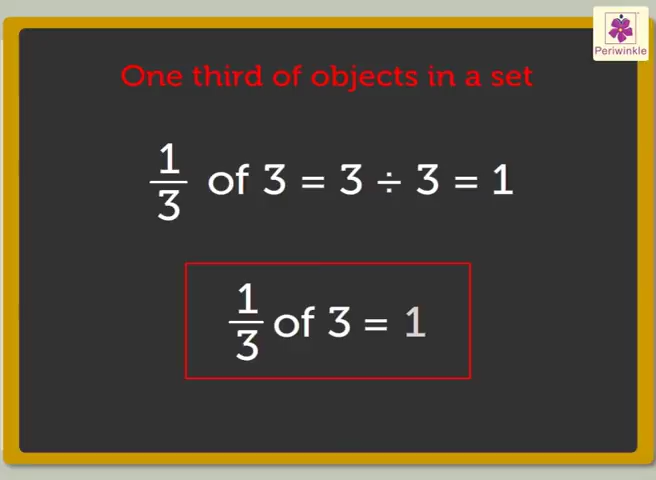 Periwinkle
One third of objects in a set
1/3 of 3 = 3 ÷ 3 = 1
1/3 of 3 = 1